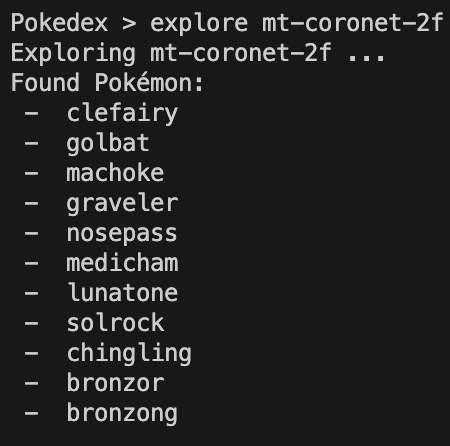 Pokedex > explore mt-coronet-2f
Exploring mt-coronet-2f ...
Found Pokémon:
 -  clefairy
 -  golbat
 -  machoke
 -  graveler
 -  nosepass
 -  medicham
 -  lunatone
 -  solrock
 -  chingling
 -  bronzor
 -  bronzong